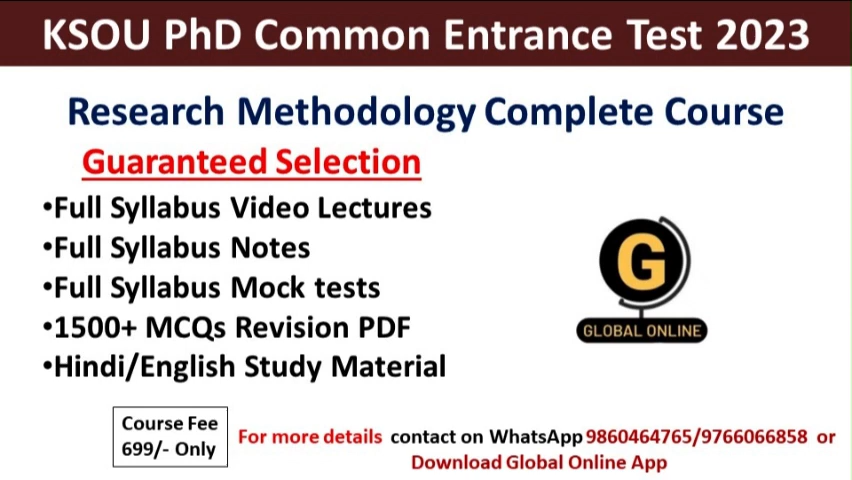 KSOU PhD Common Entrance Test 2023
Research Methodology Complete Course
Guaranteed Selection
•Full Syllabus Video Lectures
•Full Syllabus Notes
•Full Syllabus Mock tests
•1500+ MCQs Revision PDF
•Hindi/English Study Material
G
GLOBAL ONLINE
Course Fee
699/- Only
For more details contact on WhatsApp 9860464765/9766066858 or
Download Global Online App